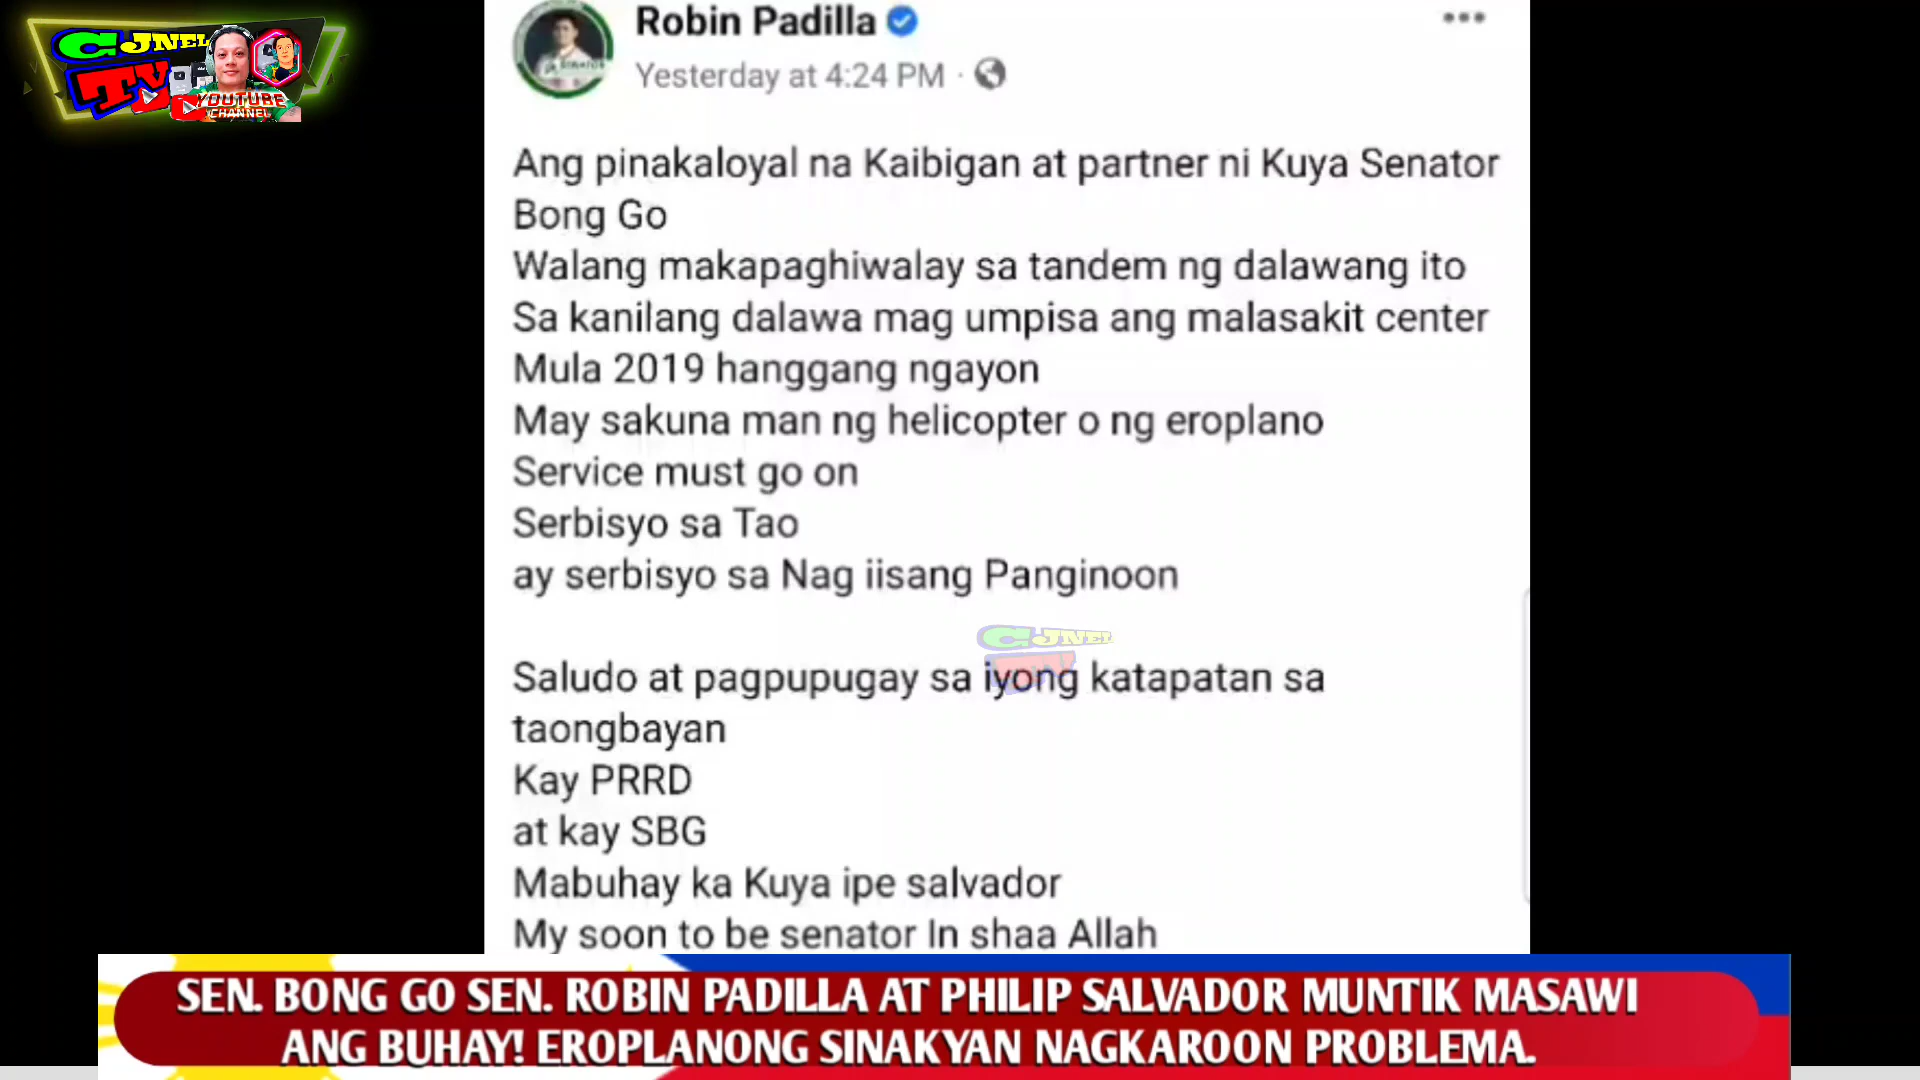 CJNEL
TV
YOUTUBE
CHANNEL
Robin Padilla
Yesterday at 4:24 PM ·
Ang pinakaloyal na Kaibigan at partner ni Kuya Senator
Bong Go
Walang makapaghiwalay sa tandem ng dalawang ito
Sa kanilang dalawa mag umpisa ang malasakit center
Mula 2019 hanggang ngayon
May sakuna man ng helicopter o ng eroplano
Service must go on
Serbisyo sa Tao
ay serbisyo sa Nag iisang Panginoon
CJNEL
TV
Saludo at pagpupugay sa iyong katapatan sa
taongbayan
Kay PRRD
at kay SBG
Mabuhay ka Kuya ipe salvador
My soon to be senator In shaa Allah
SEN. BONG GO SEN. ROBIN PADILLA AT PHILIP SALVADOR MUNTIK MASAWI
ANG BUHAY! EROPLANONG SINAKYAN NAGKAROON PROBLEMA.